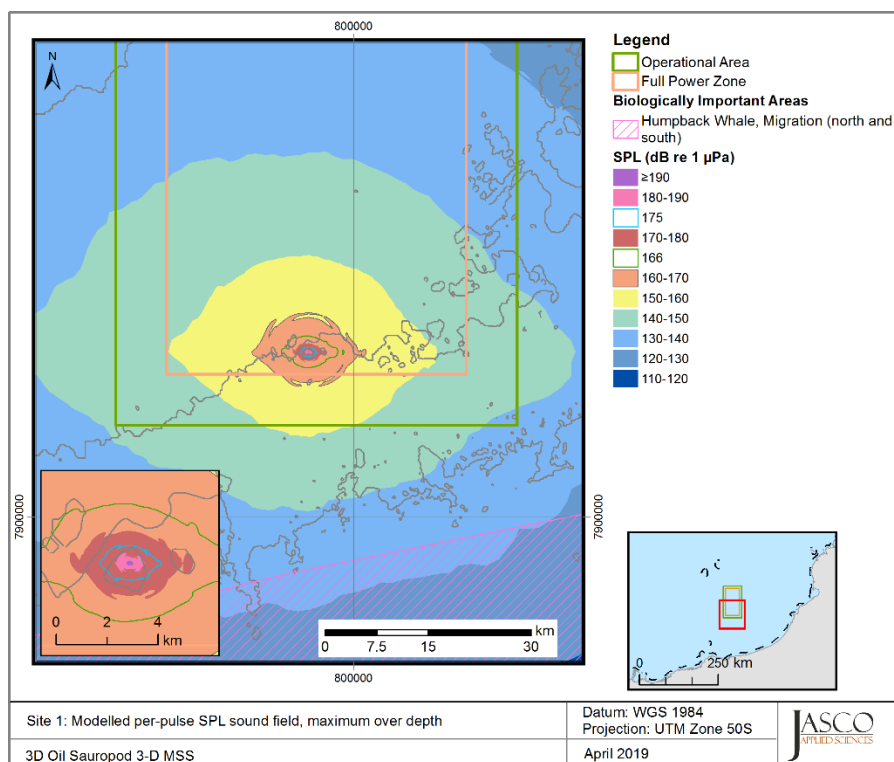 800000
N
7900000
7900000
0 2 4
km
km
0 7.5 15 30
800000
Legend
Operational Area
Full Power Zone
Biologically Important Areas
Humpback Whale, Migration (north and
south)
SPL (dB re 1 µPa)
≥190
180-190
175
170-180
166
160-170
150-160
140-150
130-140
120-130
110-120
0 250 km
Site 1: Modelled per-pulse SPL sound field, maximum over depth
3D Oil Sauropod 3-D MSS
Datum: WGS 1984
Projection: UTM Zone 50S
April 2019
JASCO
APPLIED SCIENCES